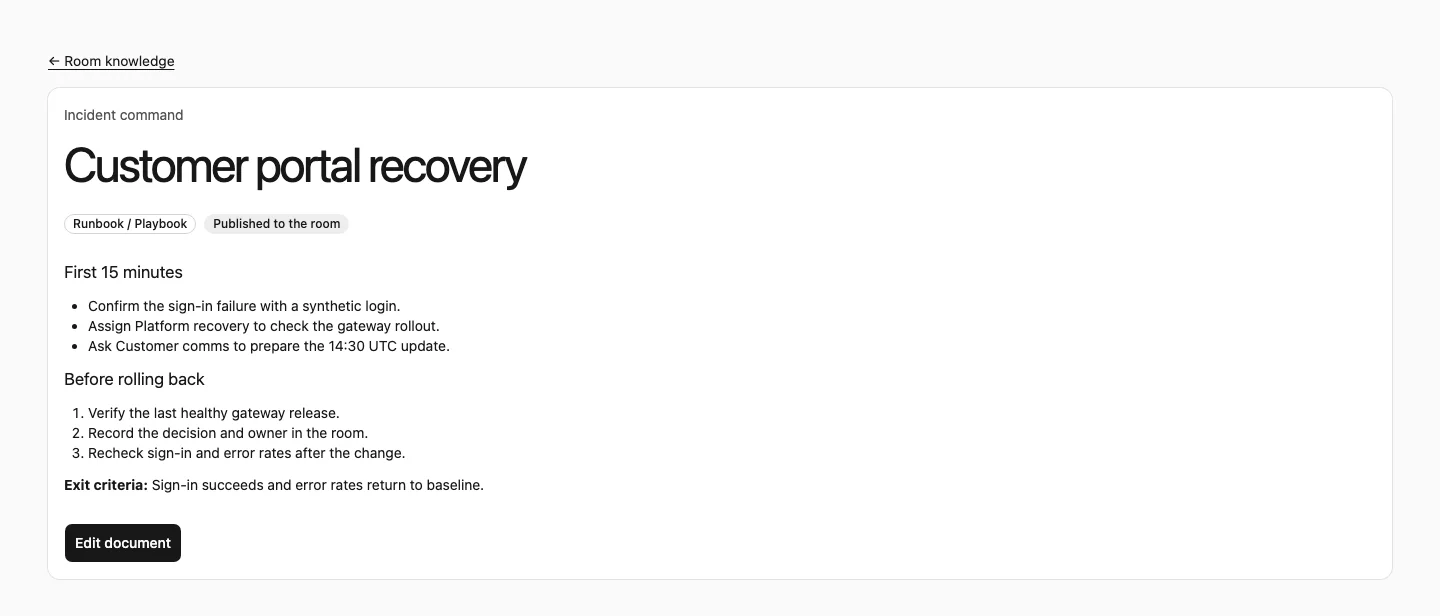 ← Room knowledge
Incident command
Customer portal recovery
Runbook / Playbook Published to the room
First 15 minutes
• Confirm the sign-in failure with a synthetic login.
• Assign Platform recovery to check the gateway rollout.
• Ask Customer comms to prepare the 14:30 UTC update.
Before rolling back
1. Verify the last healthy gateway release.
2. Record the decision and owner in the room.
3. Recheck sign-in and error rates after the change.
Exit criteria: Sign-in succeeds and error rates return to baseline.
Edit document